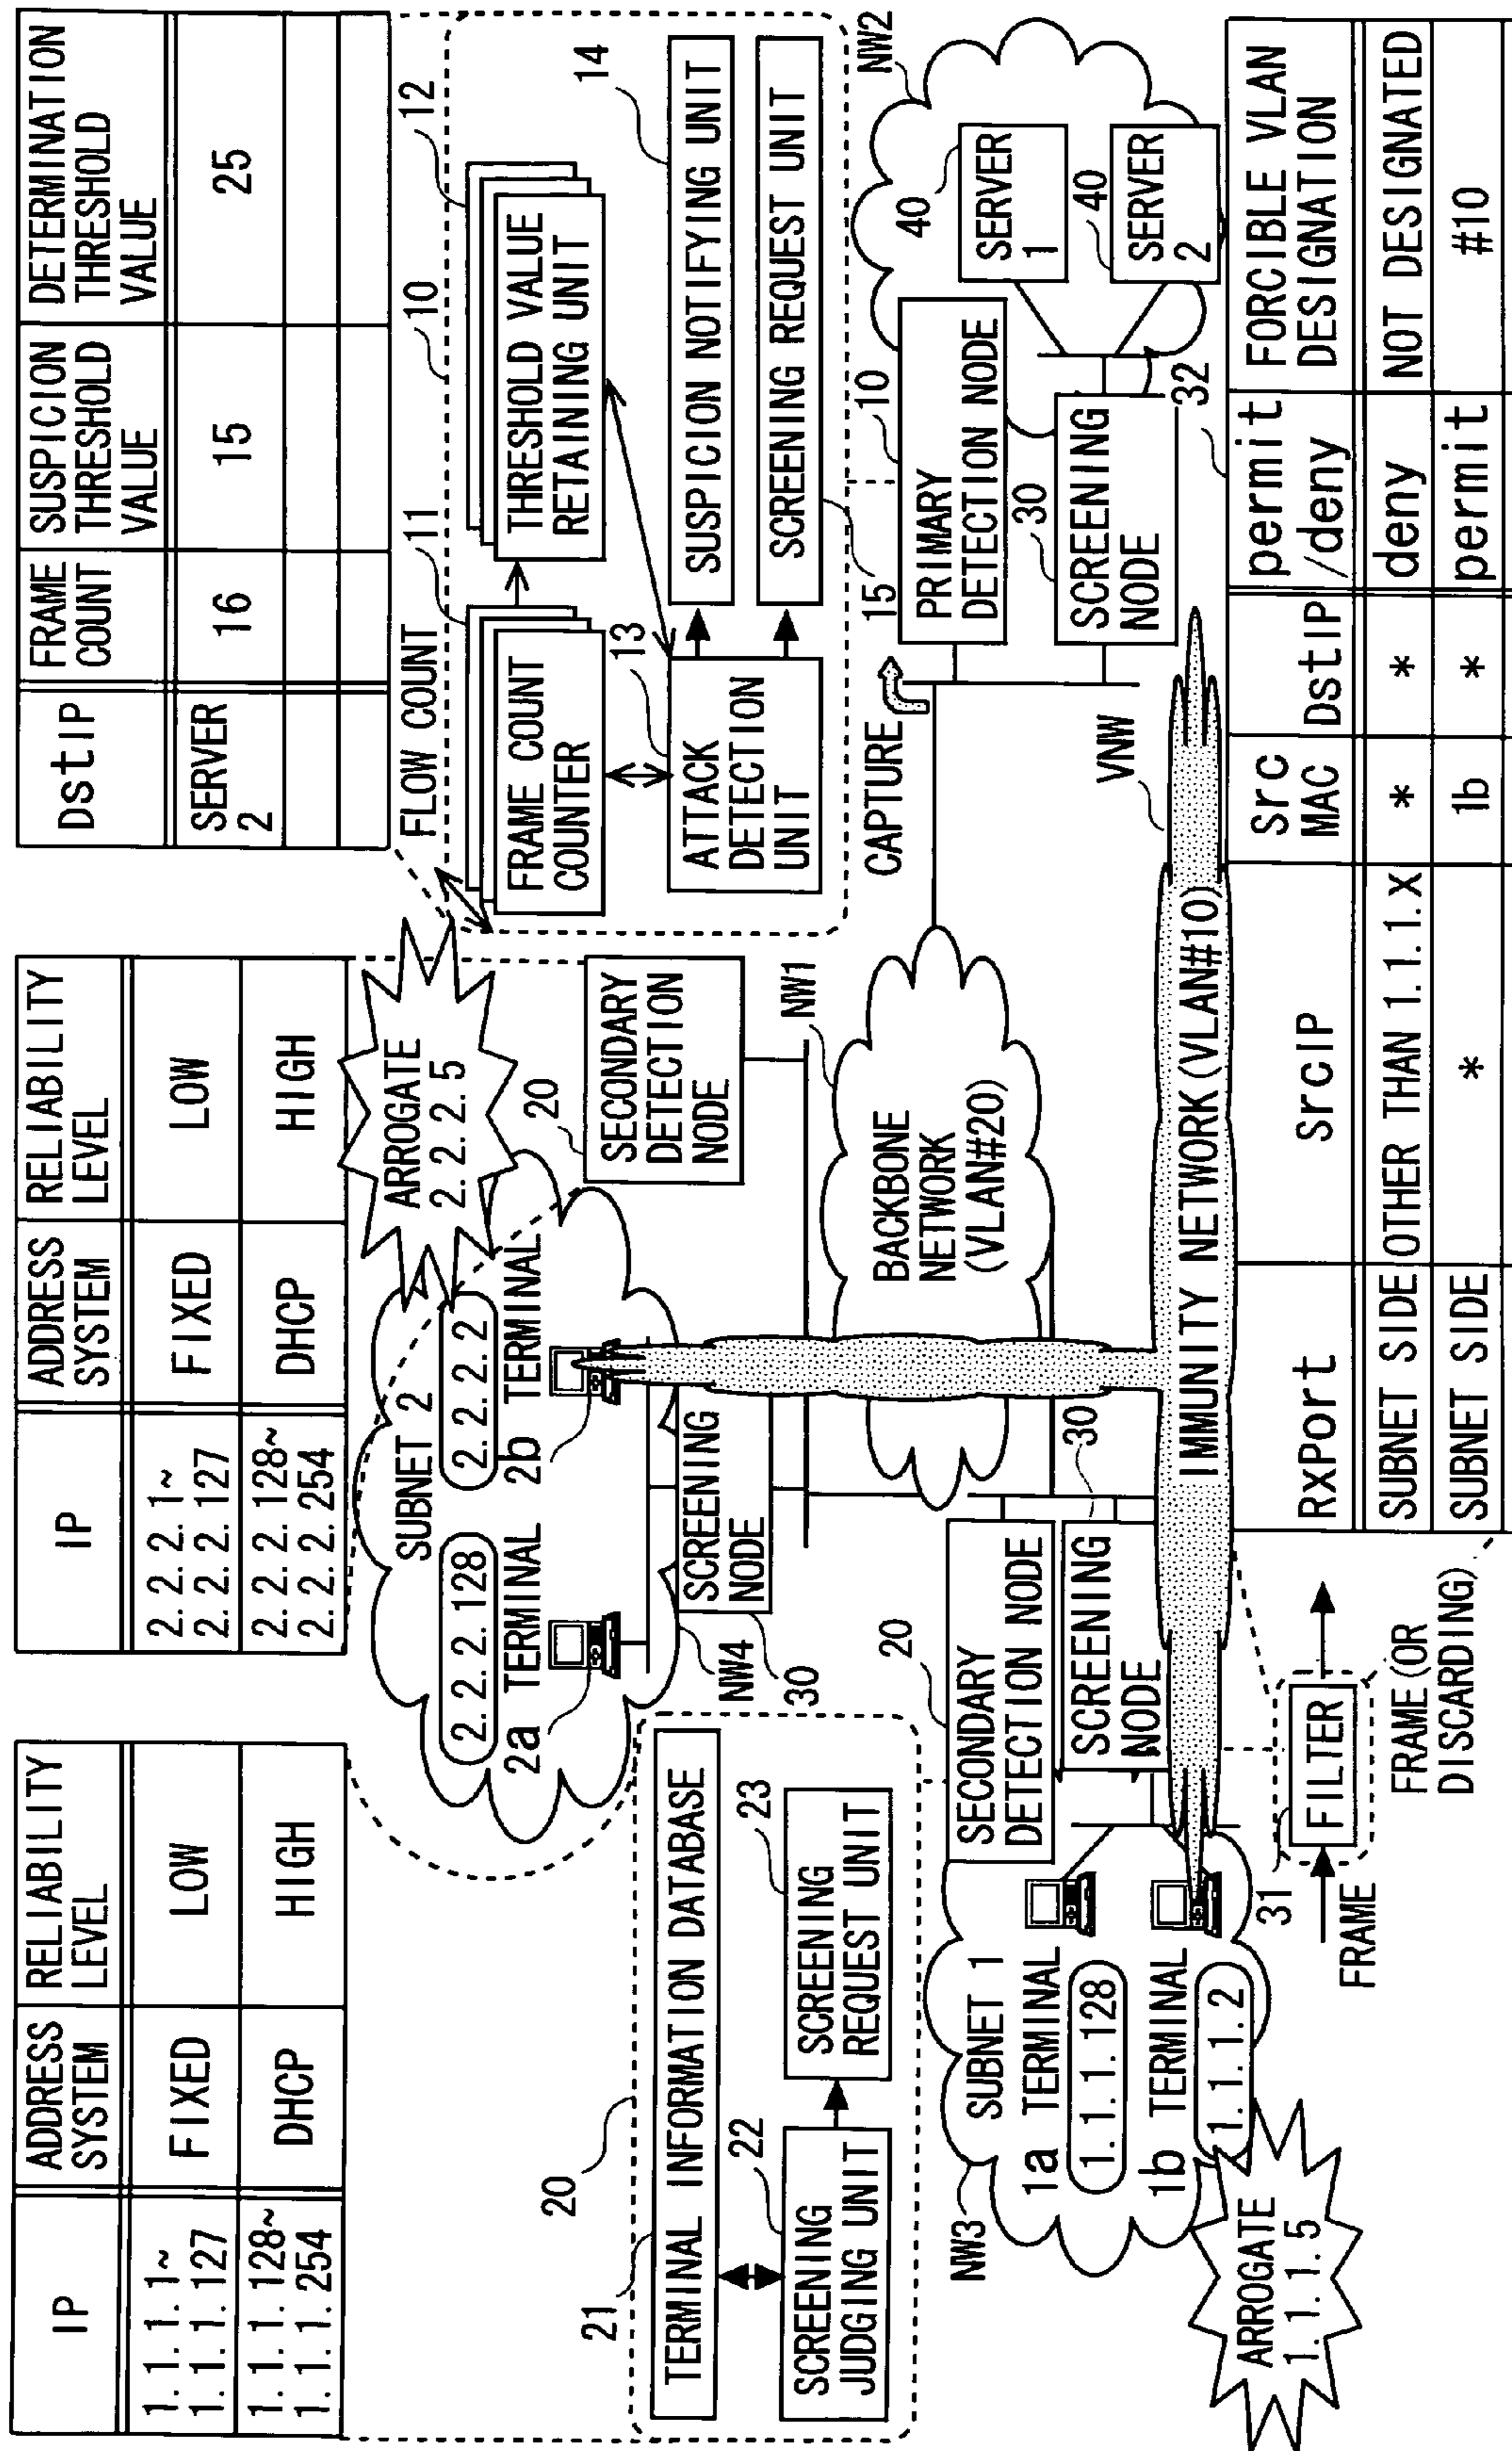 IP
ADDRESS
SYSTEM
RELIABILITY
LEVEL
1.1.1.1~
1.1.1.127
FIXED
LOW
1.1.1.128~
1.1.1.254
DHCP
HIGH
IP
ADDRESS
SYSTEM
RELIABILITY
LEVEL
2.2.2.1~
2.2.2.127
FIXED
LOW
2.2.2.128~
2.2.2.254
DHCP
HIGH
DstIP
FRAME
COUNT
SUSPICION
THRESHOLD
VALUE
DETERMINATION
THRESHOLD
VALUE
SERVER
2
16
15
25
FLOW COUNT
10
11
12
FRAME COUNT
COUNTER
THRESHOLD VALUE
RETAINING UNIT
13
14
ATTACK
DETECTION
UNIT
SUSPICION NOTIFYING UNIT
SCREENING REQUEST UNIT
15
ARROGATE
2.2.2.5
SUBNET 2
2.2.2.128
2.2.2.2
2a TERMINAL
2b TERMINAL
20
SECONDARY
DETECTION
NODE
NW4
SCREENING
NODE
30
20
21
TERMINAL INFORMATION DATABASE
22
23
SCREENING
JUDGING UNIT
SCREENING
REQUEST UNIT
NW1
BACKBONE
NETWORK
(VLAN#20)
CAPTURE
10
PRIMARY
DETECTION NODE
30
SCREENING
NODE
NW2
40
SERVER
1
40
SERVER
2
NW3
SUBNET 1
1a TERMINAL
1.1.1.128
1b TERMINAL
1.1.1.2
ARROGATE
1.1.1.5
20
SECONDARY
DETECTION NODE
SCREENING
NODE
30
VNW
IMMUNITY NETWORK(VLAN#10)
31
FRAME
FILTER
FRAME(OR
DISCARDING)
32
RxPort
SrcIP
Src
MAC
DstIP
permit
/deny
FORCIBLE VLAN
DESIGNATION
SUBNET SIDE
OTHER THAN 1.1.1.X
*
*
deny
NOT DESIGNATED
SUBNET SIDE
*
1b
*
permit
#10